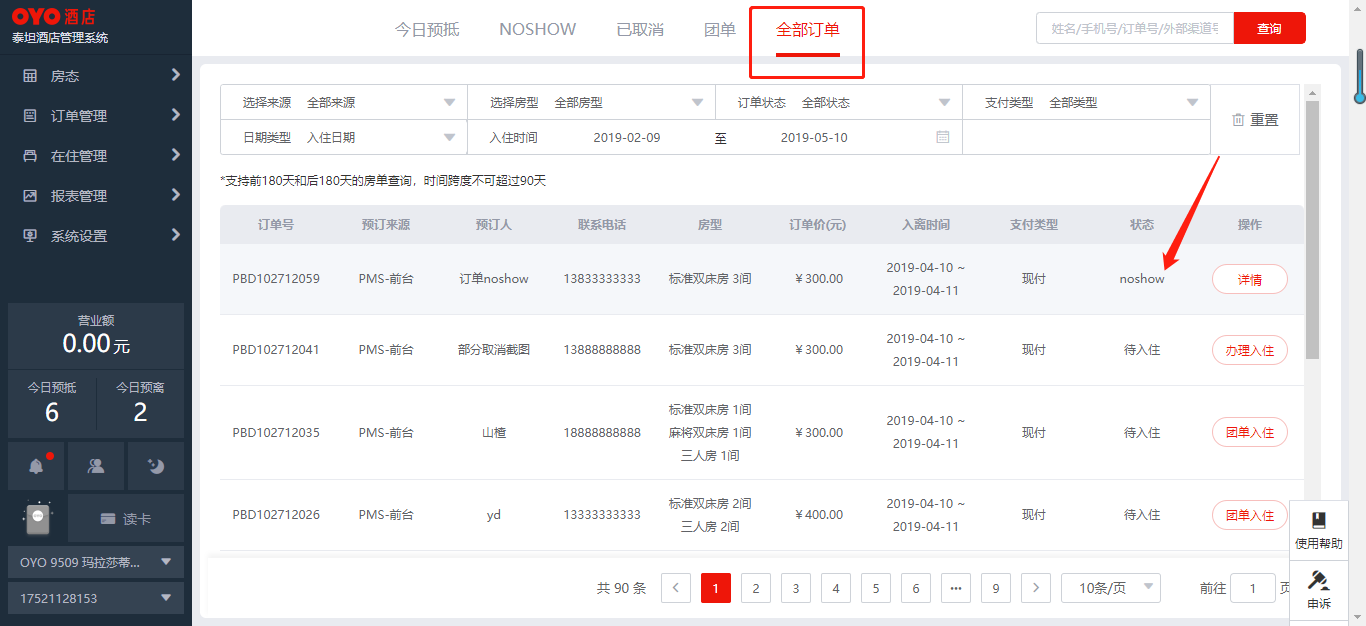 OYO 酒店
泰坦酒店管理系统
房态
订单管理
在住管理
报表管理
系统设置
营业额
0.00元
今日预抵
今日预离
6
2
读卡
OYO 9509 玛拉莎蒂...
17521128153
今日预抵
NOSHOW
已取消
团单
全部订单
姓名/手机号/订单号/外部渠道号
查询
选择来源 全部来源
选择房型 全部房型
订单状态 全部状态
支付类型 全部类型
重置
日期类型 入住日期
入住时间 2019-02-09 至 2019-05-10
*支持前180天和后180天的房单查询，时间跨度不可超过90天
订单号 预订来源 预订人 联系电话 房型 订单价(元) 入离时间 支付类型 状态 操作
PBD102712059 PMS-前台 订单noshow 13833333333 标准双床房 3间 ￥300.00 2019-04-10 ~ 现付 noshow 详情
2019-04-11
PBD102712041 PMS-前台 部分取消截图 13888888888 标准双床房 3间 ￥300.00 2019-04-10 ~ 现付 待入住 办理入住
2019-04-11
标准双床房 1间
PBD102712035 PMS-前台 山楂 18888888888 麻将双床房 1间 ￥300.00 2019-04-10 ~ 现付 待入住 团单入住
三人房 1间 2019-04-11
PBD102712026 PMS-前台 yd 13333333333 标准双床房 2间 ￥400.00 2019-04-10 ~ 现付 待入住 团单入住
三人房 2间 2019-04-11
共 90 条 < 1 2 3 4 5 6 ... 9 > 10条/页 前往 1 页
使用帮助
申诉